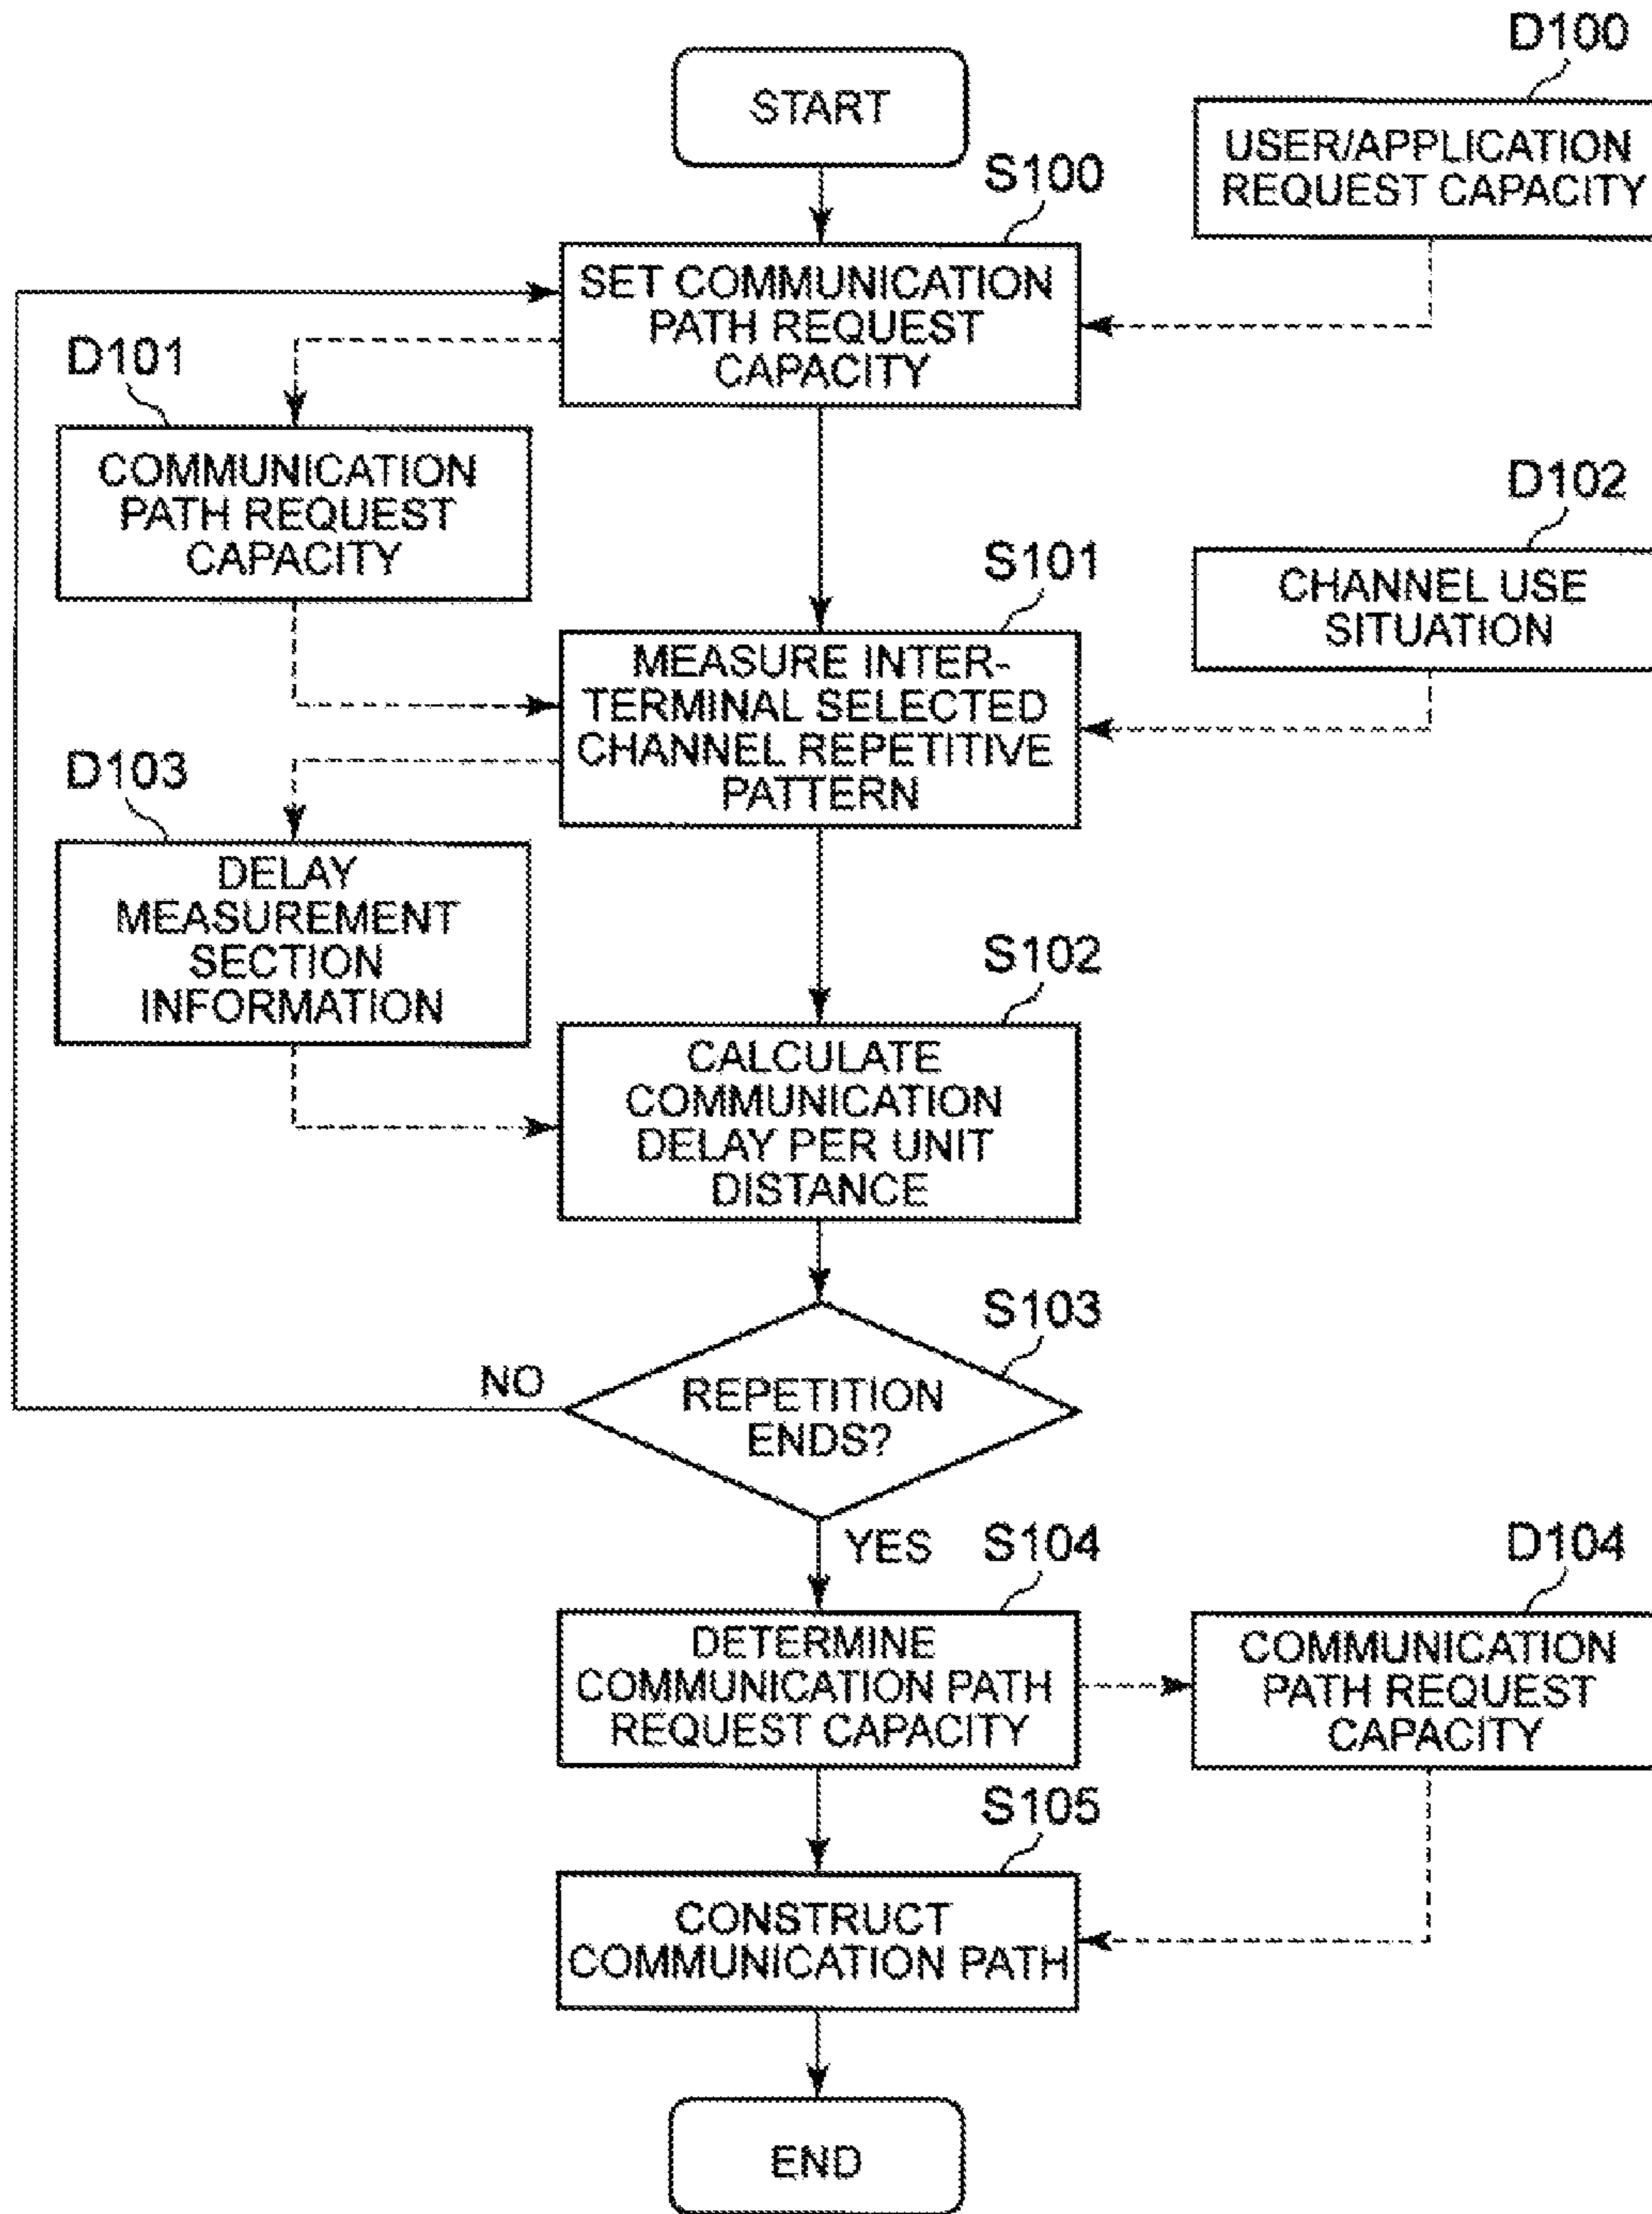 D100
START
USER/APPLICATION
REQUEST CAPACITY
S100
SET COMMUNICATION
PATH REQUEST
CAPACITY
D101
COMMUNICATION
PATH REQUEST
CAPACITY
D102
S101
CHANNEL USE
SITUATION
MEASURE INTER-
TERMINAL SELECTED
CHANNEL REPETITIVE
PATTERN
D103
DELAY
MEASUREMENT
SECTION
INFORMATION
S102
CALCULATE
COMMUNICATION
DELAY PER UNIT
DISTANCE
S103
NO
REPETITION
ENDS?
YES
S104
D104
DETERMINE
COMMUNICATION PATH
REQUEST CAPACITY
COMMUNICATION
PATH REQUEST
CAPACITY
S105
CONSTRUCT
COMMUNICATION PATH
END